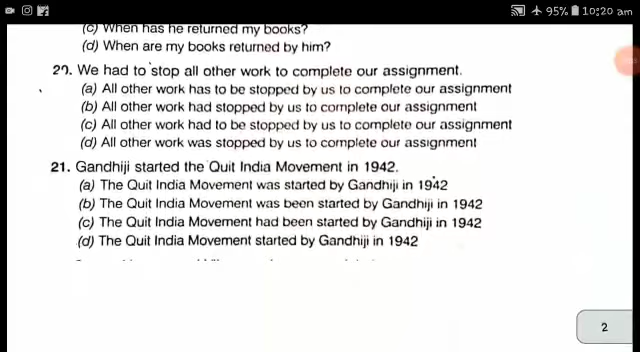 95% 10:20 am
(c) When has he returned my books?
(d) When are my books returned by him?
20. We had to stop all other work to complete our assignment.
(a) All other work has to be stopped by us to complete our assignment
(b) All other work had stopped by us to complete our assignment
(c) All other work had to be stopped by us to complete our assignment
(d) All other work was stopped by us to complete our assignment
21. Gandhiji started the Quit India Movement in 1942.
(a) The Quit India Movement was started by Gandhiji in 1942
(b) The Quit India Movement was been started by Gandhiji in 1942
(c) The Quit India Movement had been started by Gandhiji in 1942
(d) The Quit India Movement started by Gandhiji in 1942
2